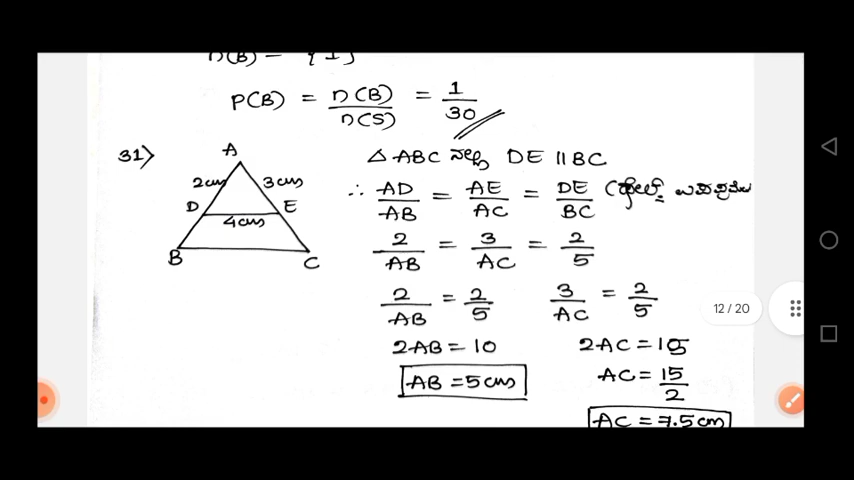 P(B) = n(B)/n(S) = 1/30
31) △ABC ನಲ್ಲಿ DE || BC
A
2cm 3cm
D E
4cm
B C
∴ AD/AB = AE/AC = DE/BC
2/AB = 3/AC = 2/5
2/AB = 2/5 3/AC = 2/5
2AB = 10 2AC = 15
AB = 5cm AC = 15/2
AC = 7.5cm
12 / 20